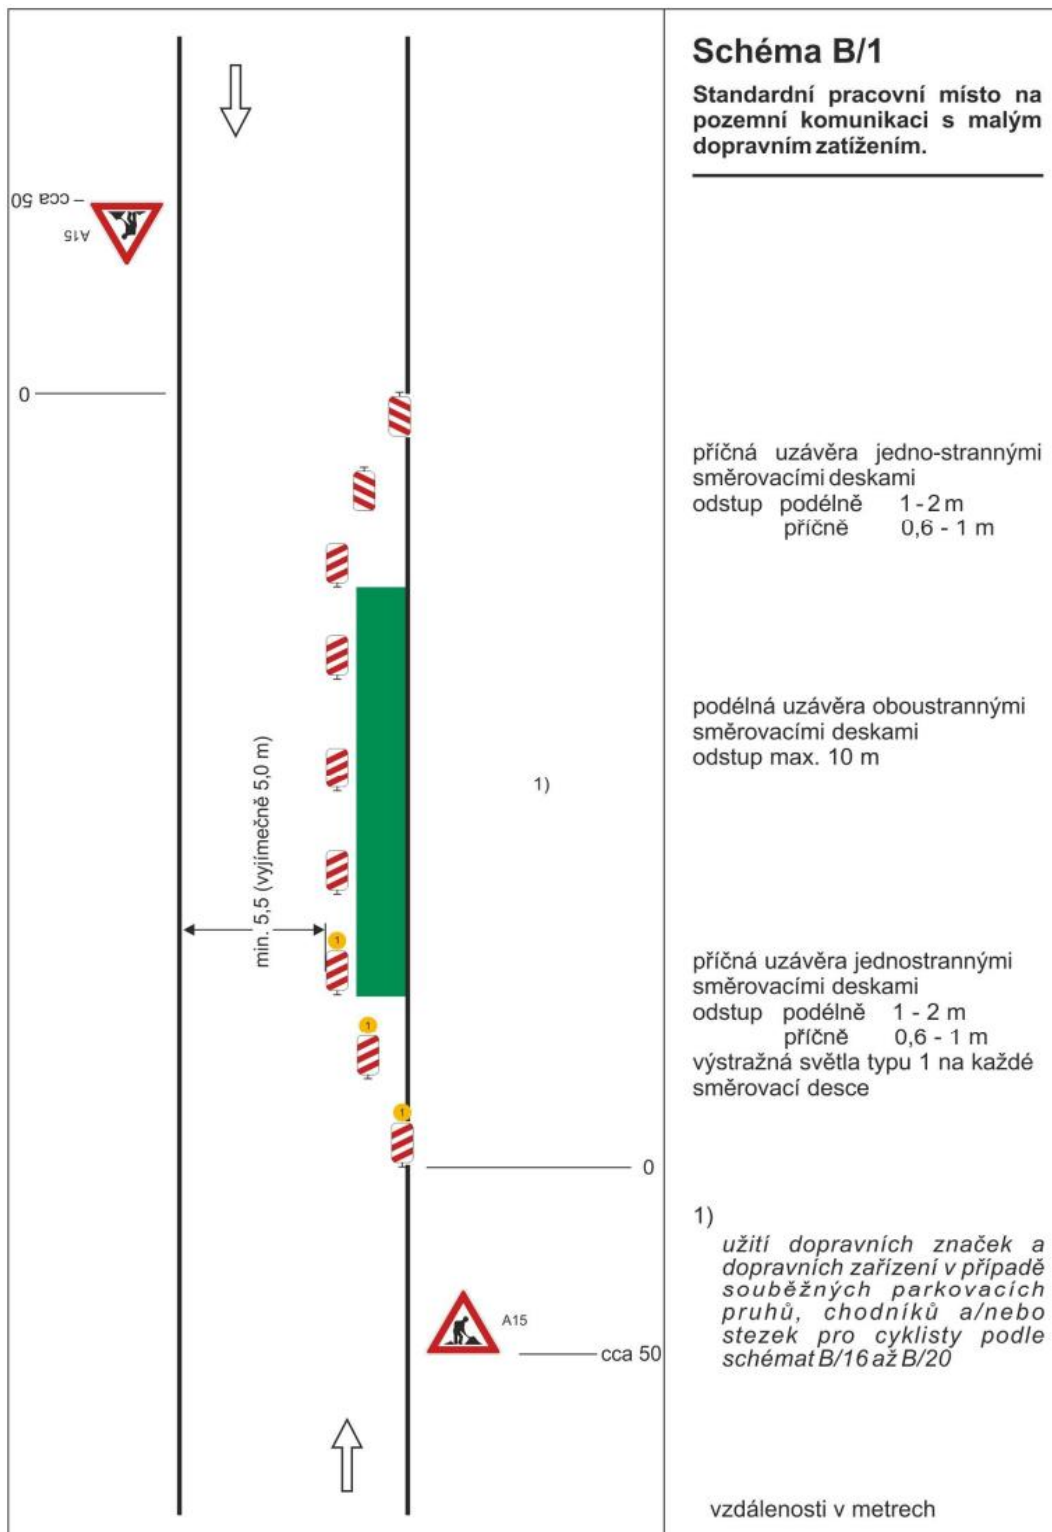 Schéma B/1
Standardní pracovní místo na
pozemní komunikaci s malým
dopravním zatížením.
cca 50
A15
0
příčná uzávěra jedno-strannými
směrovacími deskami
odstup podélně 1 - 2 m
příčně 0,6 - 1 m
podélná uzávěra oboustrannými
směrovacími deskami
odstup max. 10 m
min. 5,5 (vyjímečně 5,0 m)
1)
1
1
1
příčná uzávěra jednostrannými
směrovacími deskami
odstup podélně 1 - 2 m
příčně 0,6 - 1 m
výstražná světla typu 1 na každé
směrovací desce
0
A15
cca 50
1)
užití dopravních značek a
dopravních zařízení v případě
souběžných parkovacích
pruhů, chodníků a/nebo
stezek pro cyklisty podle
schémat B/16 až B/20
vzdálenosti v metrech